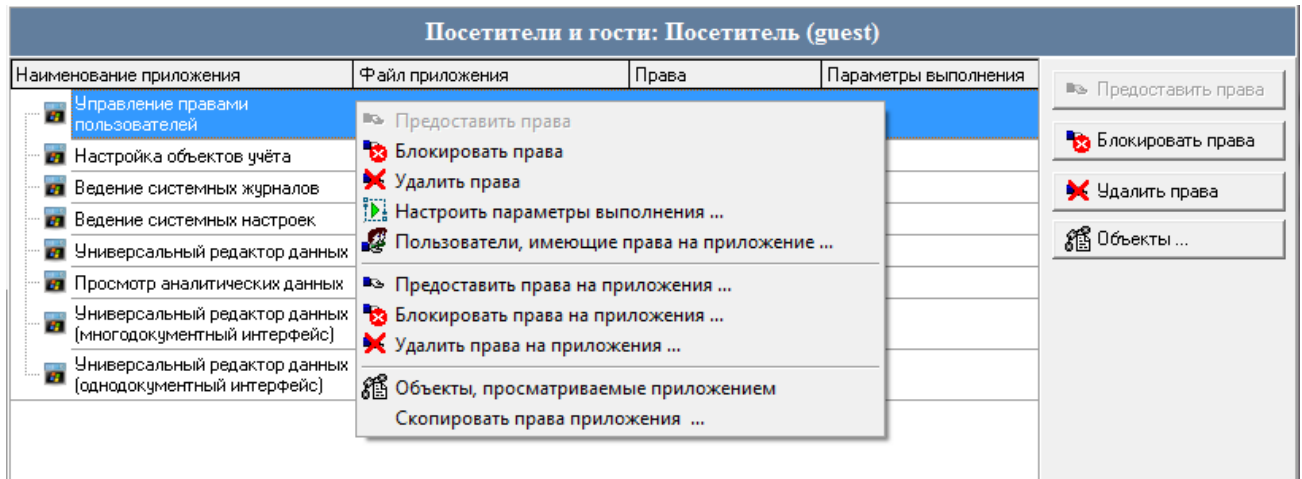 Посетители и гости: Посетитель (guest)
Наименование приложения Файл приложения Права Параметры выполнения
Управление правами
пользователей
Настройка объектов учёта
Ведение системных журналов
Ведение системных настроек
Универсальный редактор данных
Просмотр аналитических данных
Универсальный редактор данных
(многодокументный интерфейс)
Универсальный редактор данных
(однодокументный интерфейс)
Предоставить права
Блокировать права
Удалить права
Настроить параметры выполнения ...
Пользователи, имеющие права на приложение ...
Предоставить права на приложения ...
Блокировать права на приложения ...
Удалить права на приложения ...
Объекты, просматриваемые приложением
Скопировать права приложения ...
Предоставить права
Блокировать права
Удалить права
Объекты ...